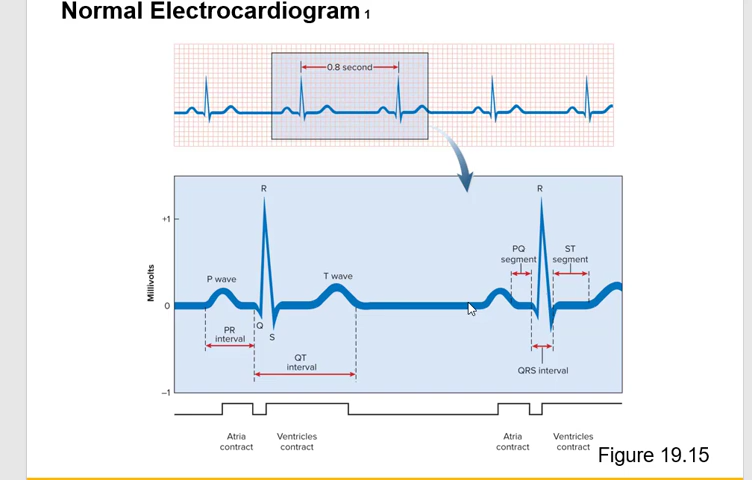 Normal Electrocardiogram 1
0.8 second
R
R
+1
PQ
segment
ST
segment
P wave
T wave
Millivolts
0
Q
S
PR
interval
QT
interval
QRS interval
–1
Atria
contract
Ventricles
contract
Atria
contract
Ventricles
contract
Figure 19.15